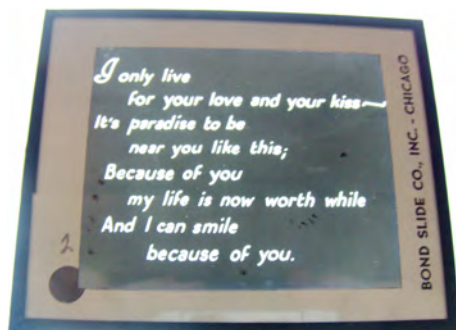 I only live
for your love and your kiss~
It's paradise to be
near you like this;
Because of you
my life is now worth while
And I can smile
because of you.
BOND SLIDE CO., INC. - CHICAGO
2